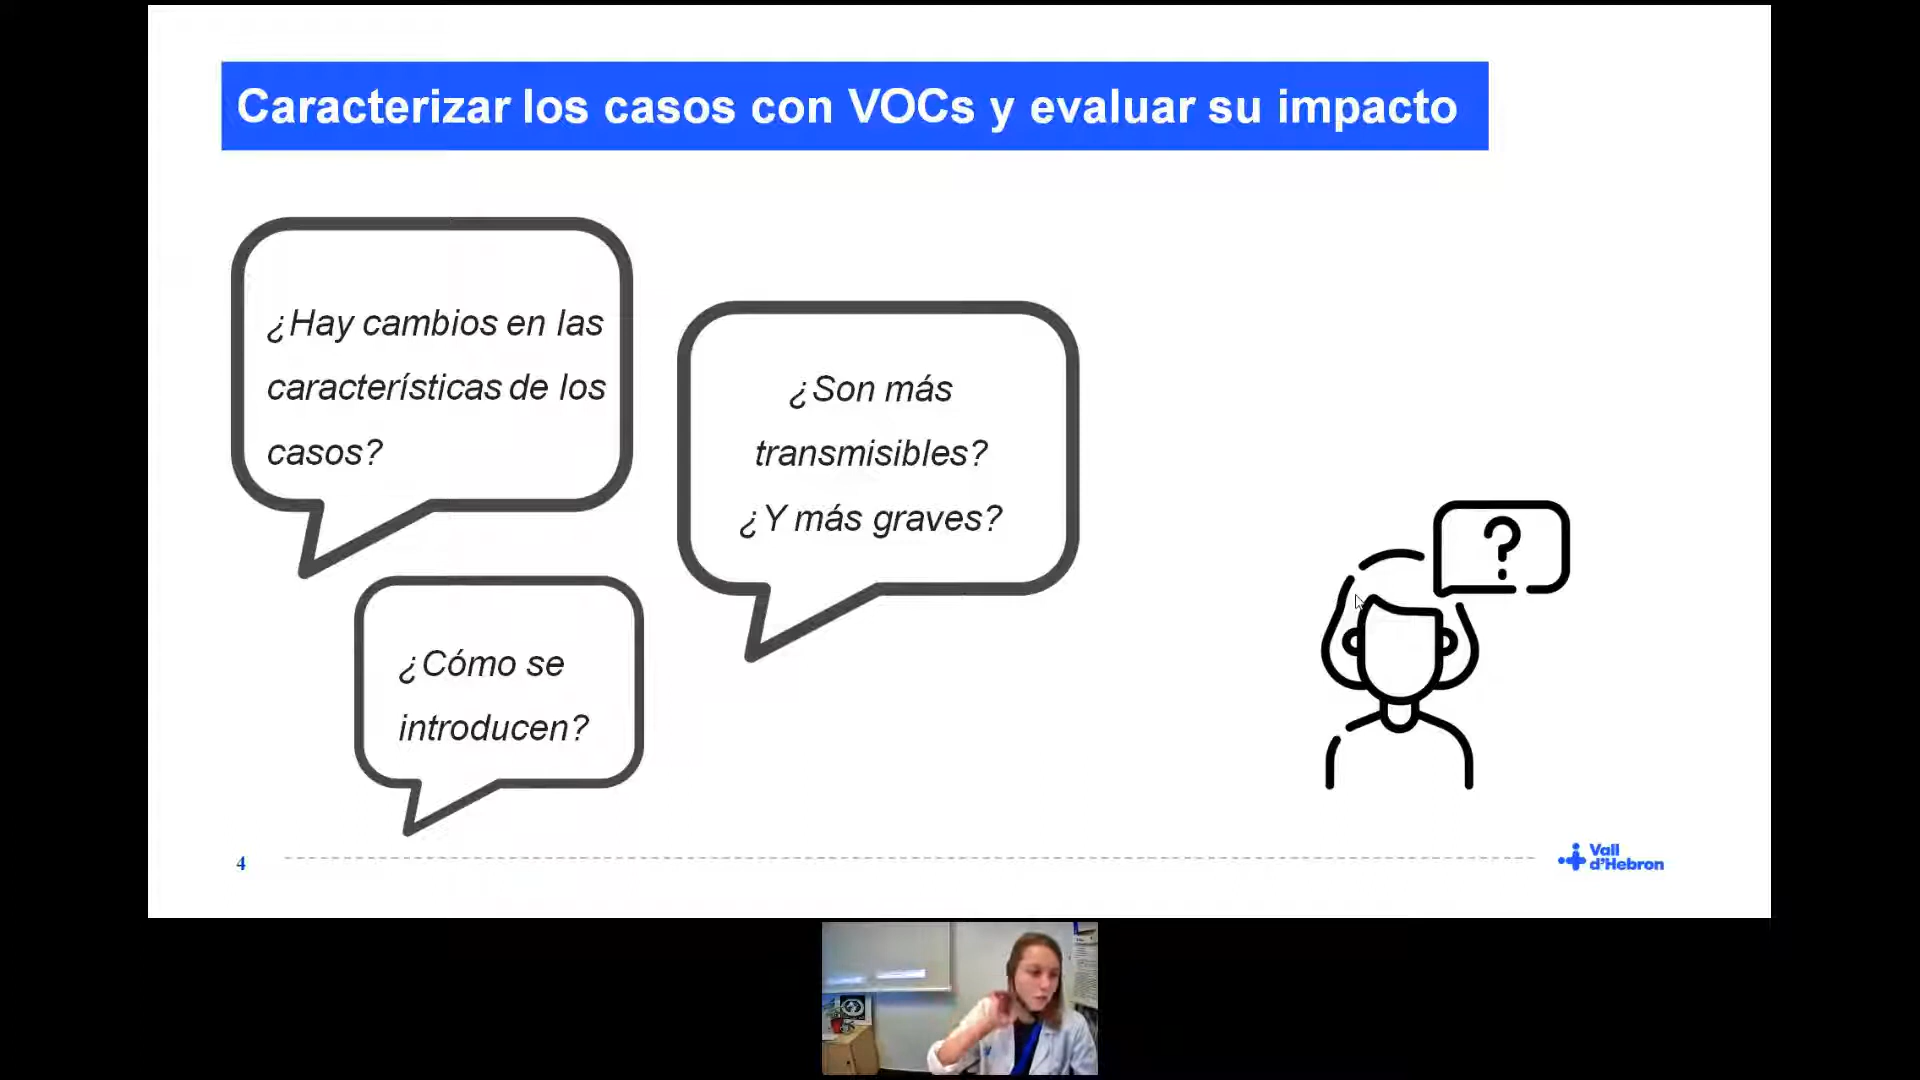 Caracterizar los casos con VOCs y evaluar su impacto
¿Hay cambios en las
características de los
casos?
¿Son más
transmisibles?
¿Y más graves?
?
¿Cómo se
introducen?
4
Vall
d'Hebron